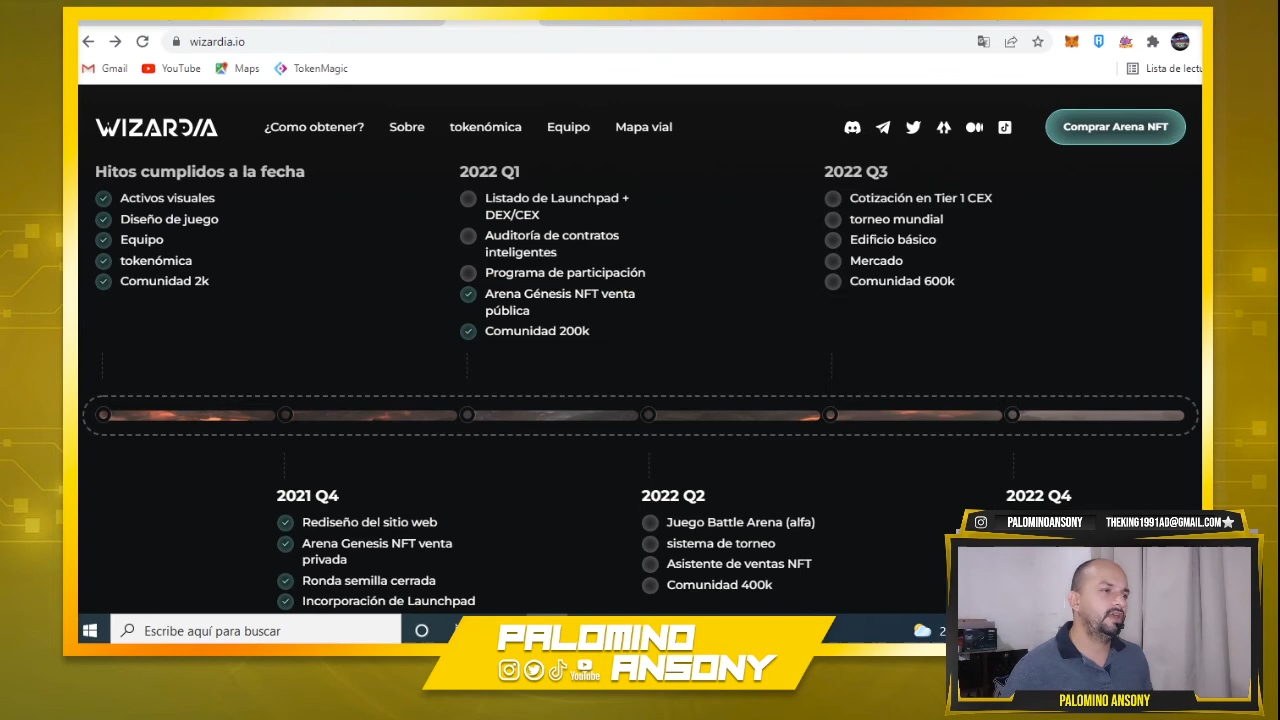 wizardia.io
Gmail YouTube Maps TokenMagic
WIZARDIA ¿Como obtener? Sobre tokenómica Equipo Mapa vial Comprar Arena NFT
Hitos cumplidos a la fecha
Activos visuales
Diseño de juego
Equipo
tokenómica
Comunidad 2k
2022 Q1
Listado de Launchpad +
DEX/CEX
Auditoría de contratos
inteligentes
Programa de participación
Arena Génesis NFT venta
pública
Comunidad 200k
2022 Q3
Cotización en Tier 1 CEX
torneo mundial
Edificio básico
Mercado
Comunidad 600k
2021 Q4
Rediseño del sitio web
Arena Genesis NFT venta
privada
Ronda semilla cerrada
Incorporación de Launchpad
2022 Q2
Juego Battle Arena (alfa)
sistema de torneo
Asistente de ventas NFT
Comunidad 400k
2022 Q4
PALOMINOANSONY THEKING1991AD@GMAIL.COM
Escribe aquí para buscar
PALOMINO
YouTube ANSONY
PALOMINO ANSONY